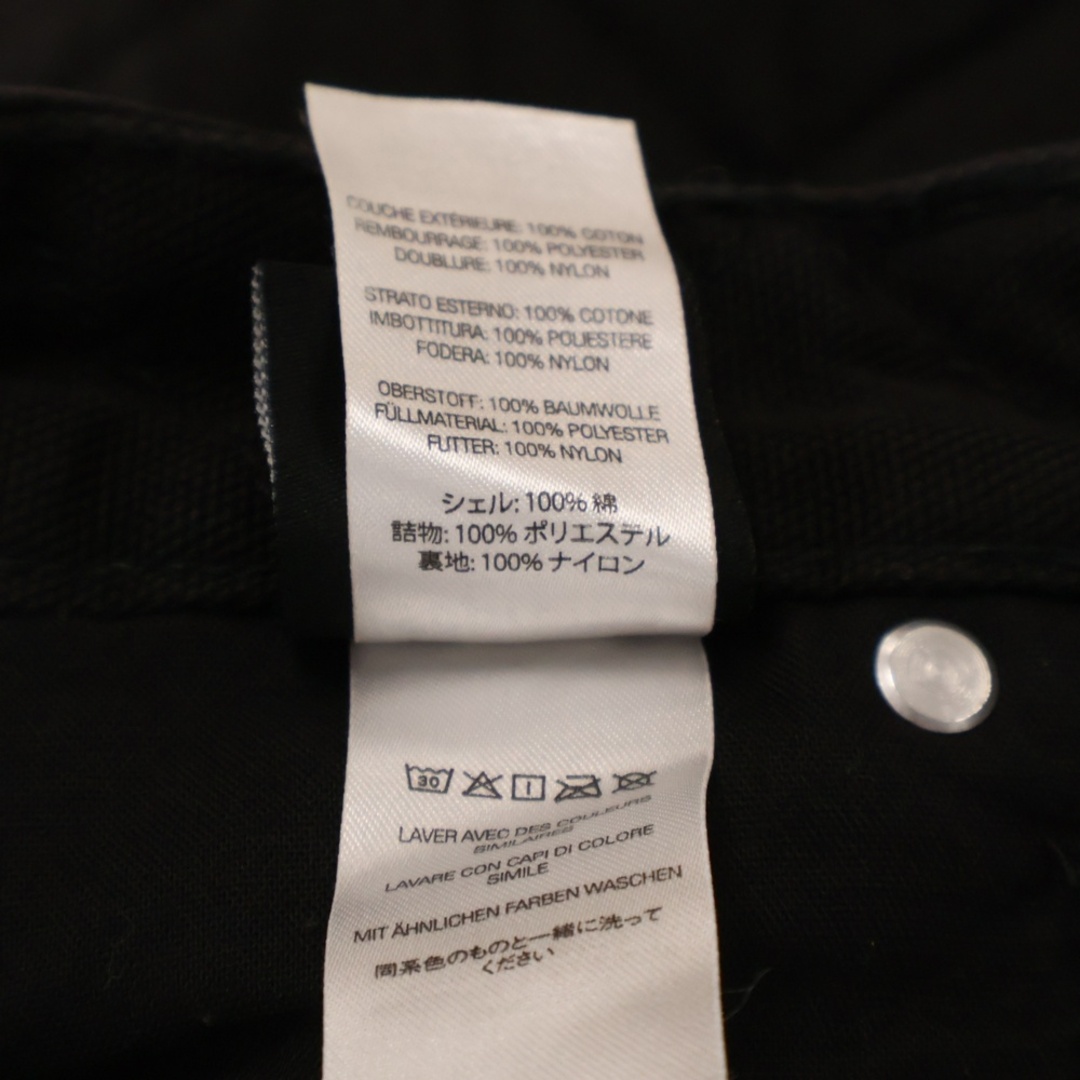 COUCHE EXTÉRIEURE: 100% COTON
REMBOURRAGE: 100% POLYESTER
DOUBLURE: 100% NYLON
STRATO ESTERNO: 100% COTONE
IMBOTTITURA: 100% POLIESTERE
FODERA: 100% NYLON
OBERSTOFF: 100% BAUMWOLLE
FÜLLMATERIAL: 100% POLYESTER
FUTTER: 100% NYLON
シェル: 100% 綿
詰物: 100% ポリエステル
裏地: 100% ナイロン
30
LAVER AVEC DES COULEURS
SIMILAIRES
LAVARE CON CAPI DI COLORE
SIMILE
MIT ÄHNLICHEN FARBEN WASCHEN
同系色のものと一緒に洗って
ください